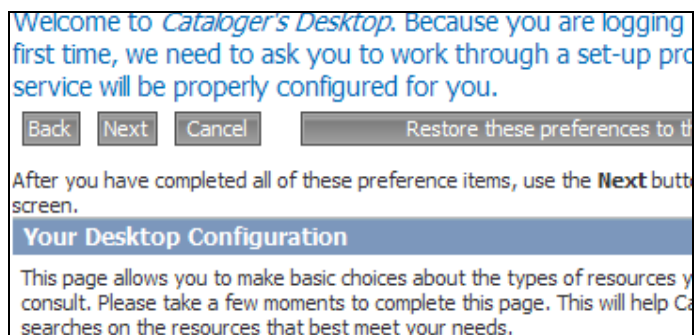 Welcome to Cataloger's Desktop. Because you are logging
first time, we need to ask you to work through a set-up
service will be properly configured for you.
Back Next Cancel Restore these preferences to
After you have completed all of these preference items, use the Next
screen.
Your Desktop Configuration
This page allows you to make basic choices about the types of resources
consult. Please take a few moments to complete this page. This will help
searches on the resources that best meet your needs.